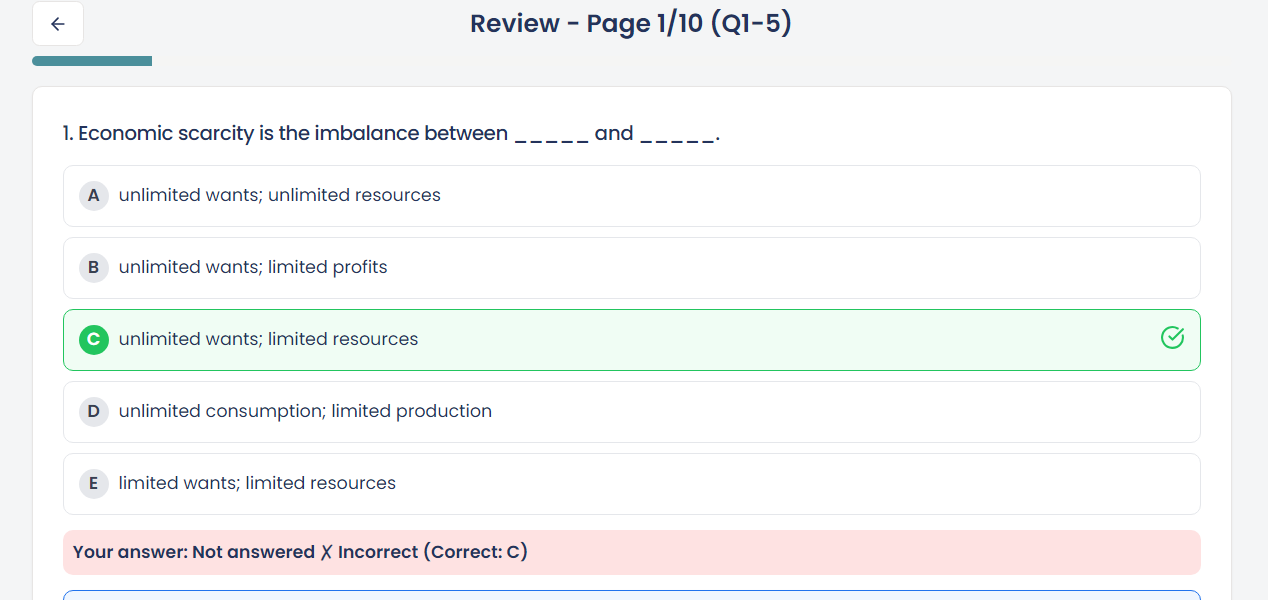 Review - Page 1/10 (Q1-5)
1. Economic scarcity is the imbalance between _____ and _____.
A unlimited wants; unlimited resources
B unlimited wants; limited profits
C unlimited wants; limited resources
D unlimited consumption; limited production
E limited wants; limited resources
Your answer: Not answered ✗ Incorrect (Correct: C)